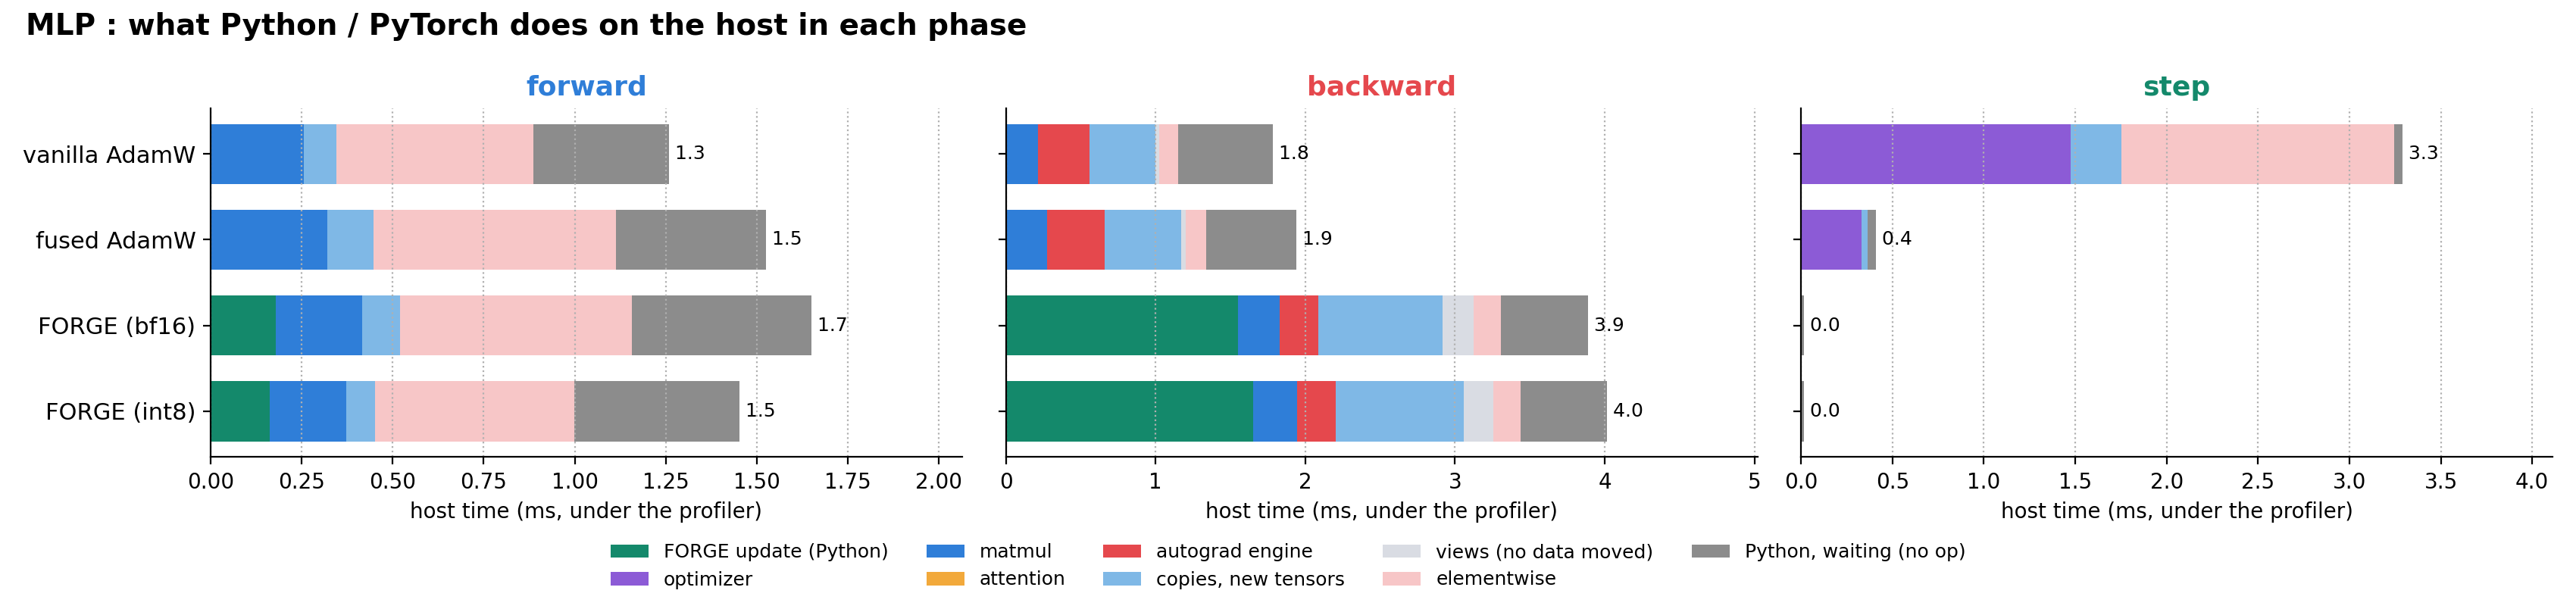 MLP : what Python / PyTorch does on the host in each phase
forward
backward
step
vanilla AdamW
fused AdamW
FORGE (bf16)
FORGE (int8)
1.3
1.5
1.7
1.5
1.8
1.9
3.9
4.0
3.3
0.4
0.0
0.0
0.00 0.25 0.50 0.75 1.00 1.25 1.50 1.75 2.00
0 1 2 3 4 5
0.0 0.5 1.0 1.5 2.0 2.5 3.0 3.5 4.0
host time (ms, under the profiler)
host time (ms, under the profiler)
host time (ms, under the profiler)
FORGE update (Python)
optimizer
matmul
attention
autograd engine
copies, new tensors
views (no data moved)
elementwise
Python, waiting (no op)